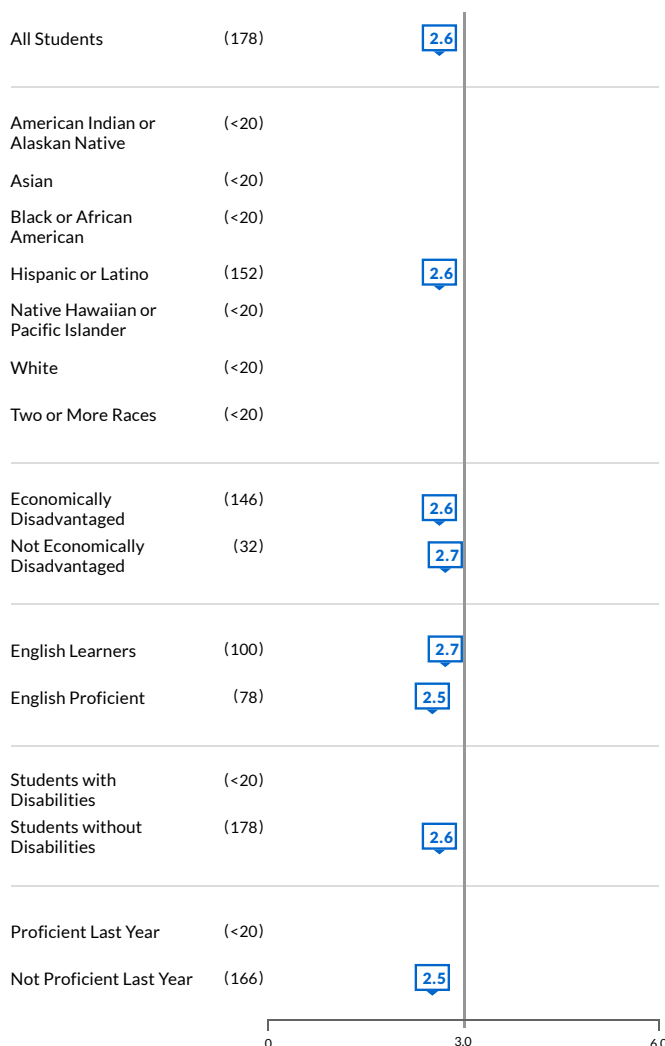 All Students (178) 2.6
American Indian or (<20)
Alaskan Native
Asian (<20)
Black or African (<20)
American
Hispanic or Latino (152) 2.6
Native Hawaiian or (<20)
Pacific Islander
White (<20)
Two or More Races (<20)
Economically (146) 2.6
Disadvantaged
Not Economically (32) 2.7
Disadvantaged
English Learners (100) 2.7
English Proficient (78) 2.5
Students with (<20)
Disabilities
Students without (178) 2.6
Disabilities
Proficient Last Year (<20)
Not Proficient Last Year (166) 2.5
0 3.0 6.0